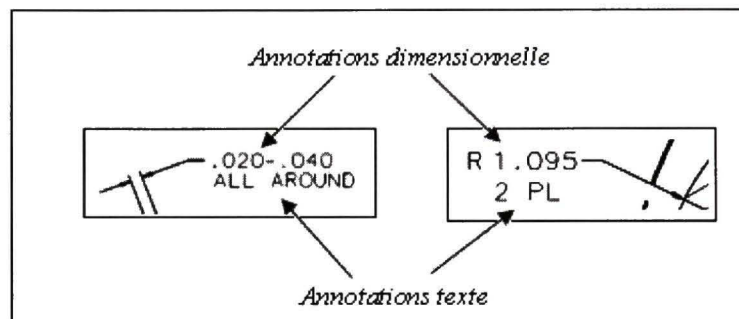 Annotations dimensionnelle
.020-.040
ALL AROUND
R 1.095
2 PL
Annotations texte